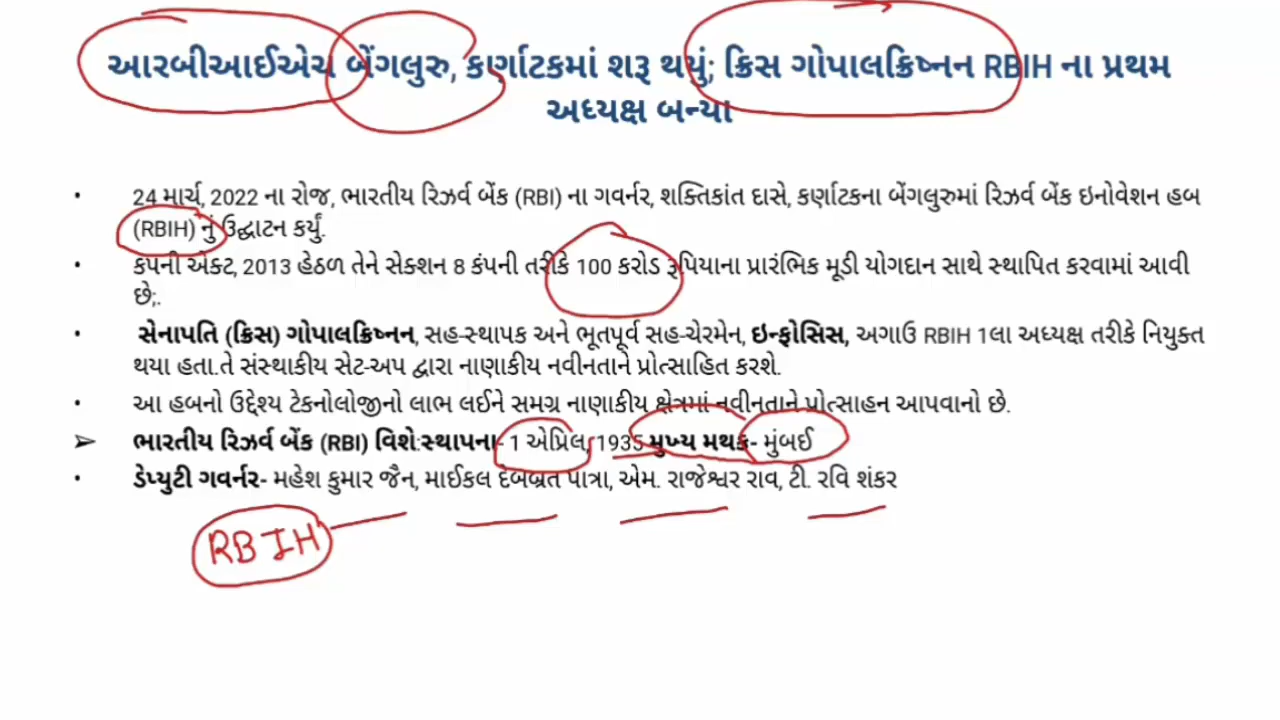 આરબીઆઈએચ બેંગલુરુ, કર્ણાટકમાં શરૂ થયું; ક્રિસ ગોપાલક્રિષ્નન RBIH ના પ્રથમ
અધ્યક્ષ બન્યા
• 24 માર્ચ, 2022 ના રોજ, ભારતીય રિઝર્વ બેંક (RBI) ના ગવર્નર, શક્તિકાંત દાસે, કર્ણાટકના બેંગલુરુમાં રિઝર્વ બેંક ઇનોવેશન હબ
(RBIH) નું ઉદ્ઘાટન કર્યું.
• કંપની એક્ટ, 2013 હેઠળ તેને સેક્શન 8 કંપની તરીકે 100 કરોડ રૂપિયાના પ્રારંભિક મૂડી યોગદાન સાથે સ્થાપિત કરવામાં આવી
છે;.
• સેનાપતિ (ક્રિસ) ગોપાલક્રિષ્નન, સહ-સ્થાપક અને ભૂતપૂર્વ સહ-ચેરમેન, ઇન્ફોસિસ, અગાઉ RBIH 1લા અધ્યક્ષ તરીકે નિયુક્ત
થયા હતા.તે સંસ્થાકીય સેટ-અપ દ્વારા નાણાકીય નવીનતાને પ્રોત્સાહિત કરશે.
• આ હબનો ઉદ્દેશ્ય ટેકનોલોજીનો લાભ લઈને સમગ્ર નાણાકીય ક્ષેત્રમાં નવીનતાને પ્રોત્સાહન આપવાનો છે.
➢ ભારતીય રિઝર્વ બેંક (RBI) વિશે:સ્થાપના- 1 એપ્રિલ, 1935 મુખ્ય મથક- મુંબઈ
• ડેપ્યુટી ગવર્નર- મહેશ કુમાર જૈન, માઈકલ દેબબ્રત પાત્રા, એમ. રાજેશ્વર રાવ, ટી. રવિ શંકર
RBIH